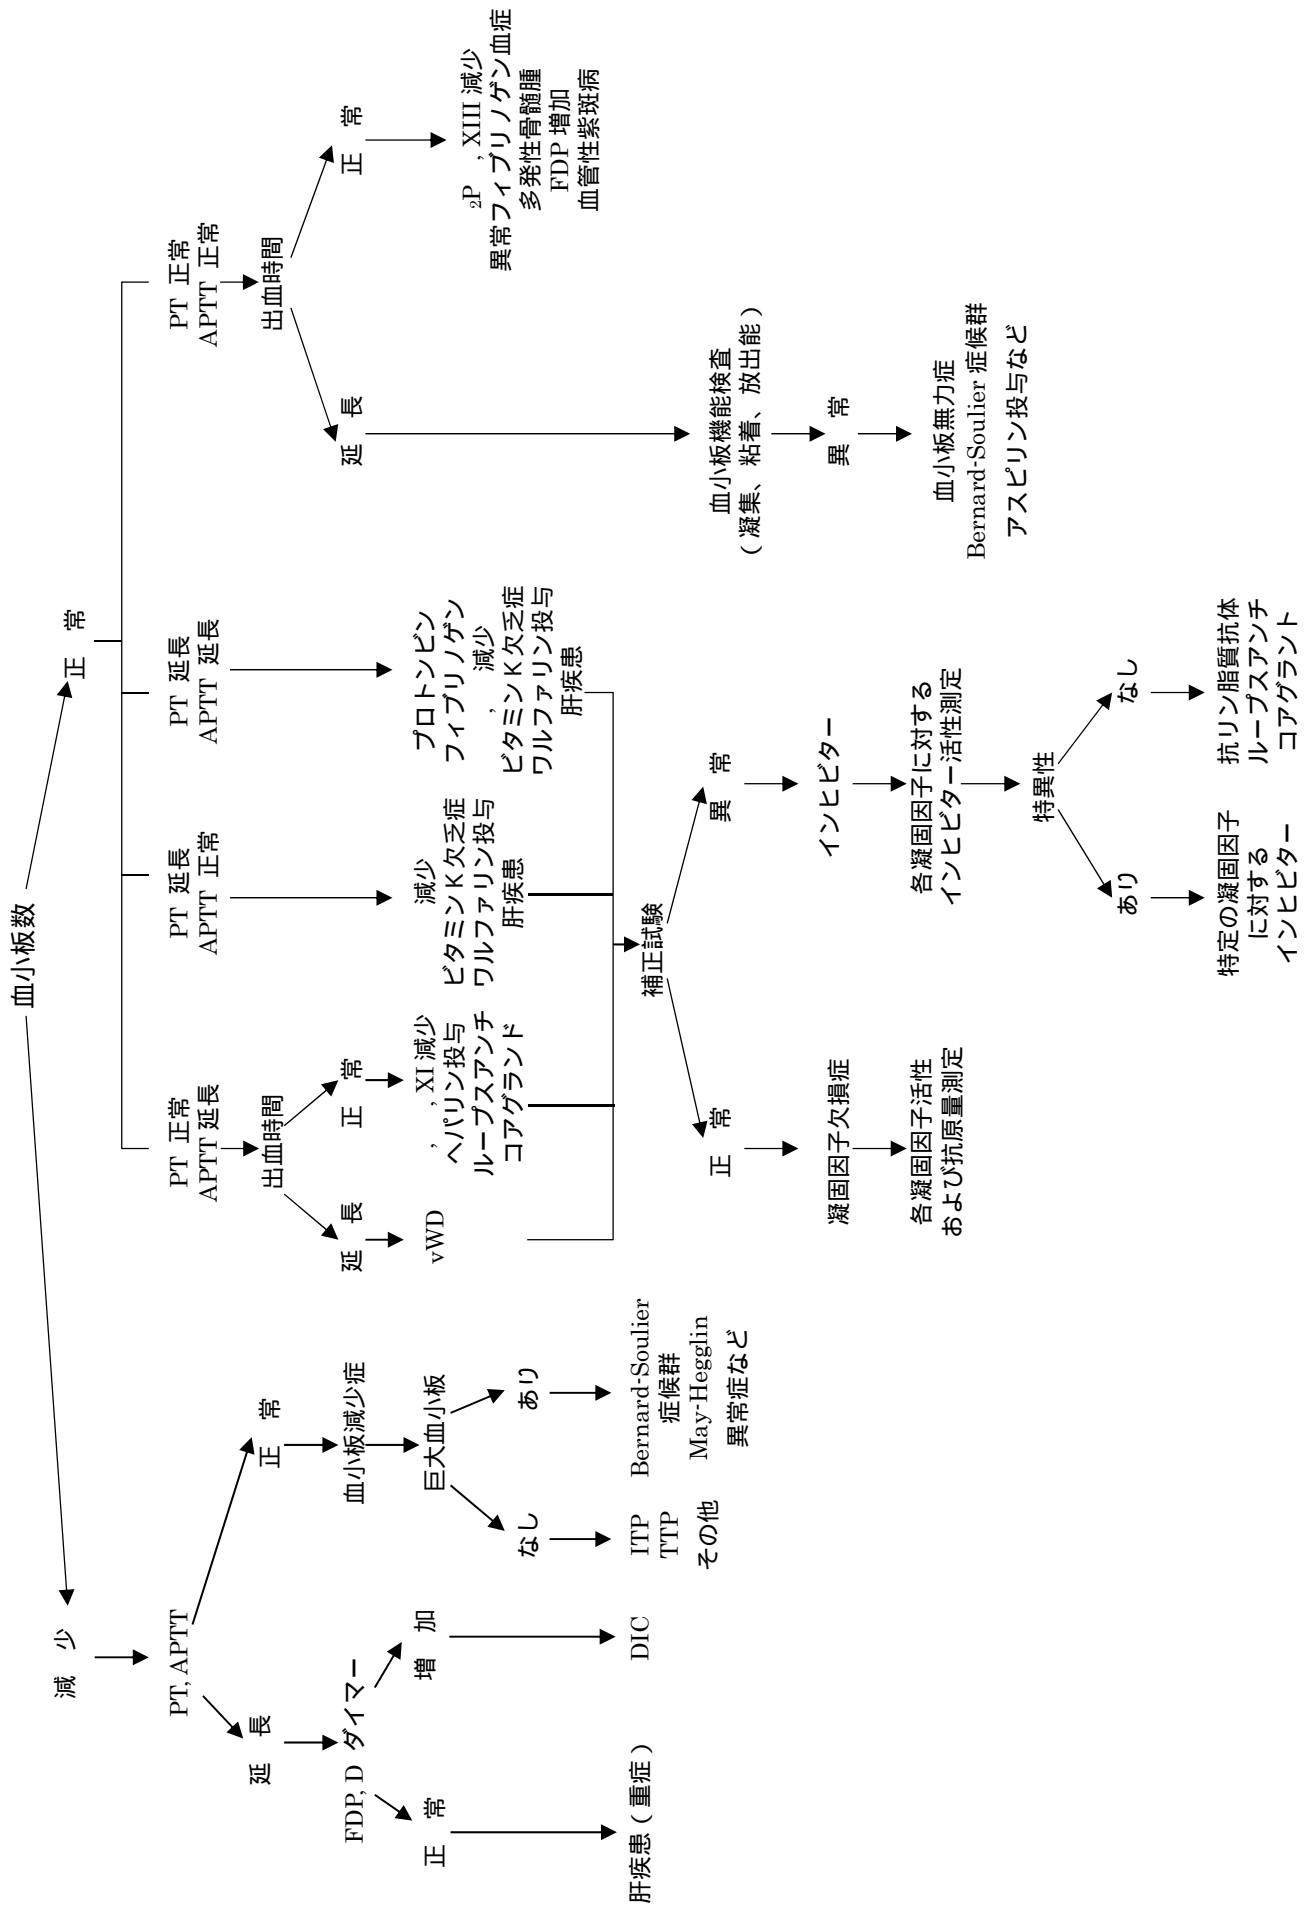 血小板数
減　少
正　常
PT, APTT
延　長
正　常
FDP, D ダイマー
正　常
増　加
肝疾患（重症）
DIC
血小板減少症
巨大血小板
なし
あり
ITP
TTP
その他
Bernard-Soulier
症候群
May-Hegglin
異常症など
PT 正常
APTT 延長
出血時間
延　長
正　常
vWD
, , XI 減少
ヘパリン投与
ループスアンチ
コアグランド
PT 延長
APTT 正常
減少
ビタミン K 欠乏症
ワルファリン投与
肝疾患
PT 延長
APTT 延長
プロトンビン
フィブリノゲン
, 減少
ビタミン K 欠乏症
ワルファリン投与
肝疾患
補正試験
正　常
異　常
凝固因子欠損症
各凝固因子活性
および抗原量測定
インヒビター
各凝固因子に対する
インヒビター活性測定
特異性
あり
なし
特定の凝固因子
に対する
インヒビター
抗リン脂質抗体
ループスアンチ
コアグラント
PT 正常
APTT 正常
出血時間
延　長
正　常
血小板機能検査
（凝集、粘着、放出能）
異　常
血小板無力症
Bernard-Soulier 症候群
アスピリン投与など
₂P , XIII 減少
異常フィブリノゲン血症
多発性骨髄腫
FDP 増加
血管性紫斑病